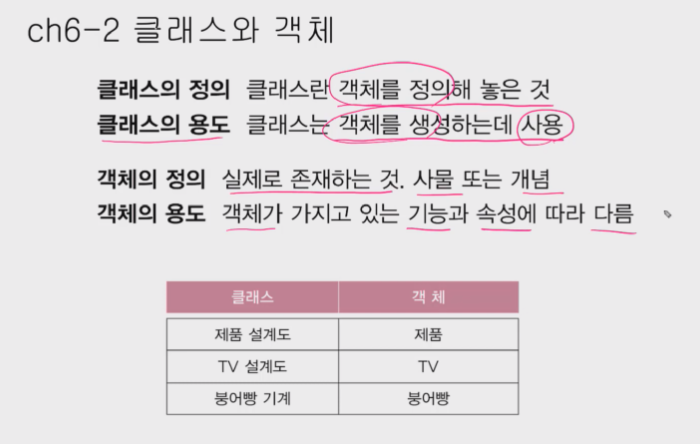 ch6-2 클래스와 객체
클래스의 정의 클래스란 객체를 정의해 놓은 것
클래스의 용도 클래스는 객체를 생성하는데 사용
객체의 정의 실제로 존재하는 것. 사물 또는 개념
객체의 용도 객체가 가지고 있는 기능과 속성에 따라 다름
클래스 객 체
제품 설계도 제품
TV 설계도 TV
붕어빵 기계 붕어빵